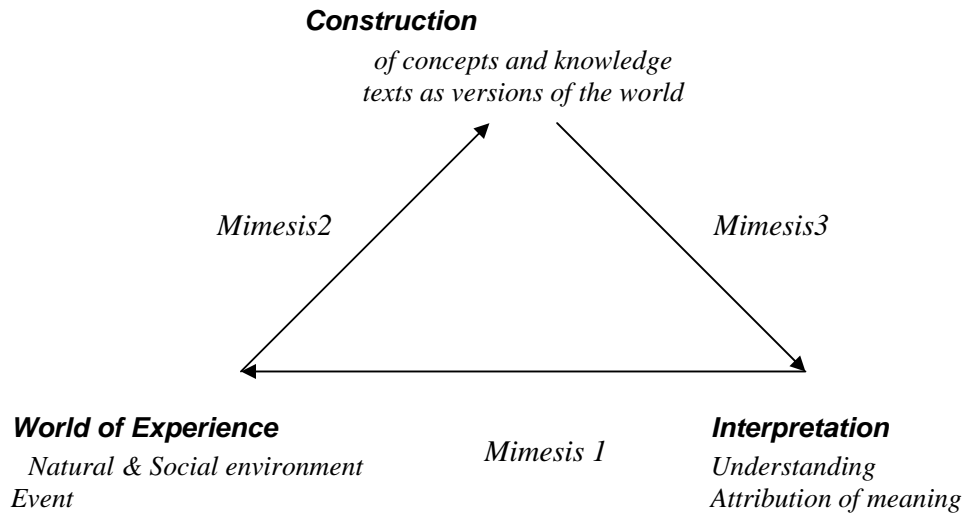 Construction
of concepts and knowledge
texts as versions of the world
Mimesis2
Mimesis3
World of Experience
Natural & Social environment
Event
Mimesis 1
Interpretation
Understanding
Attribution of meaning